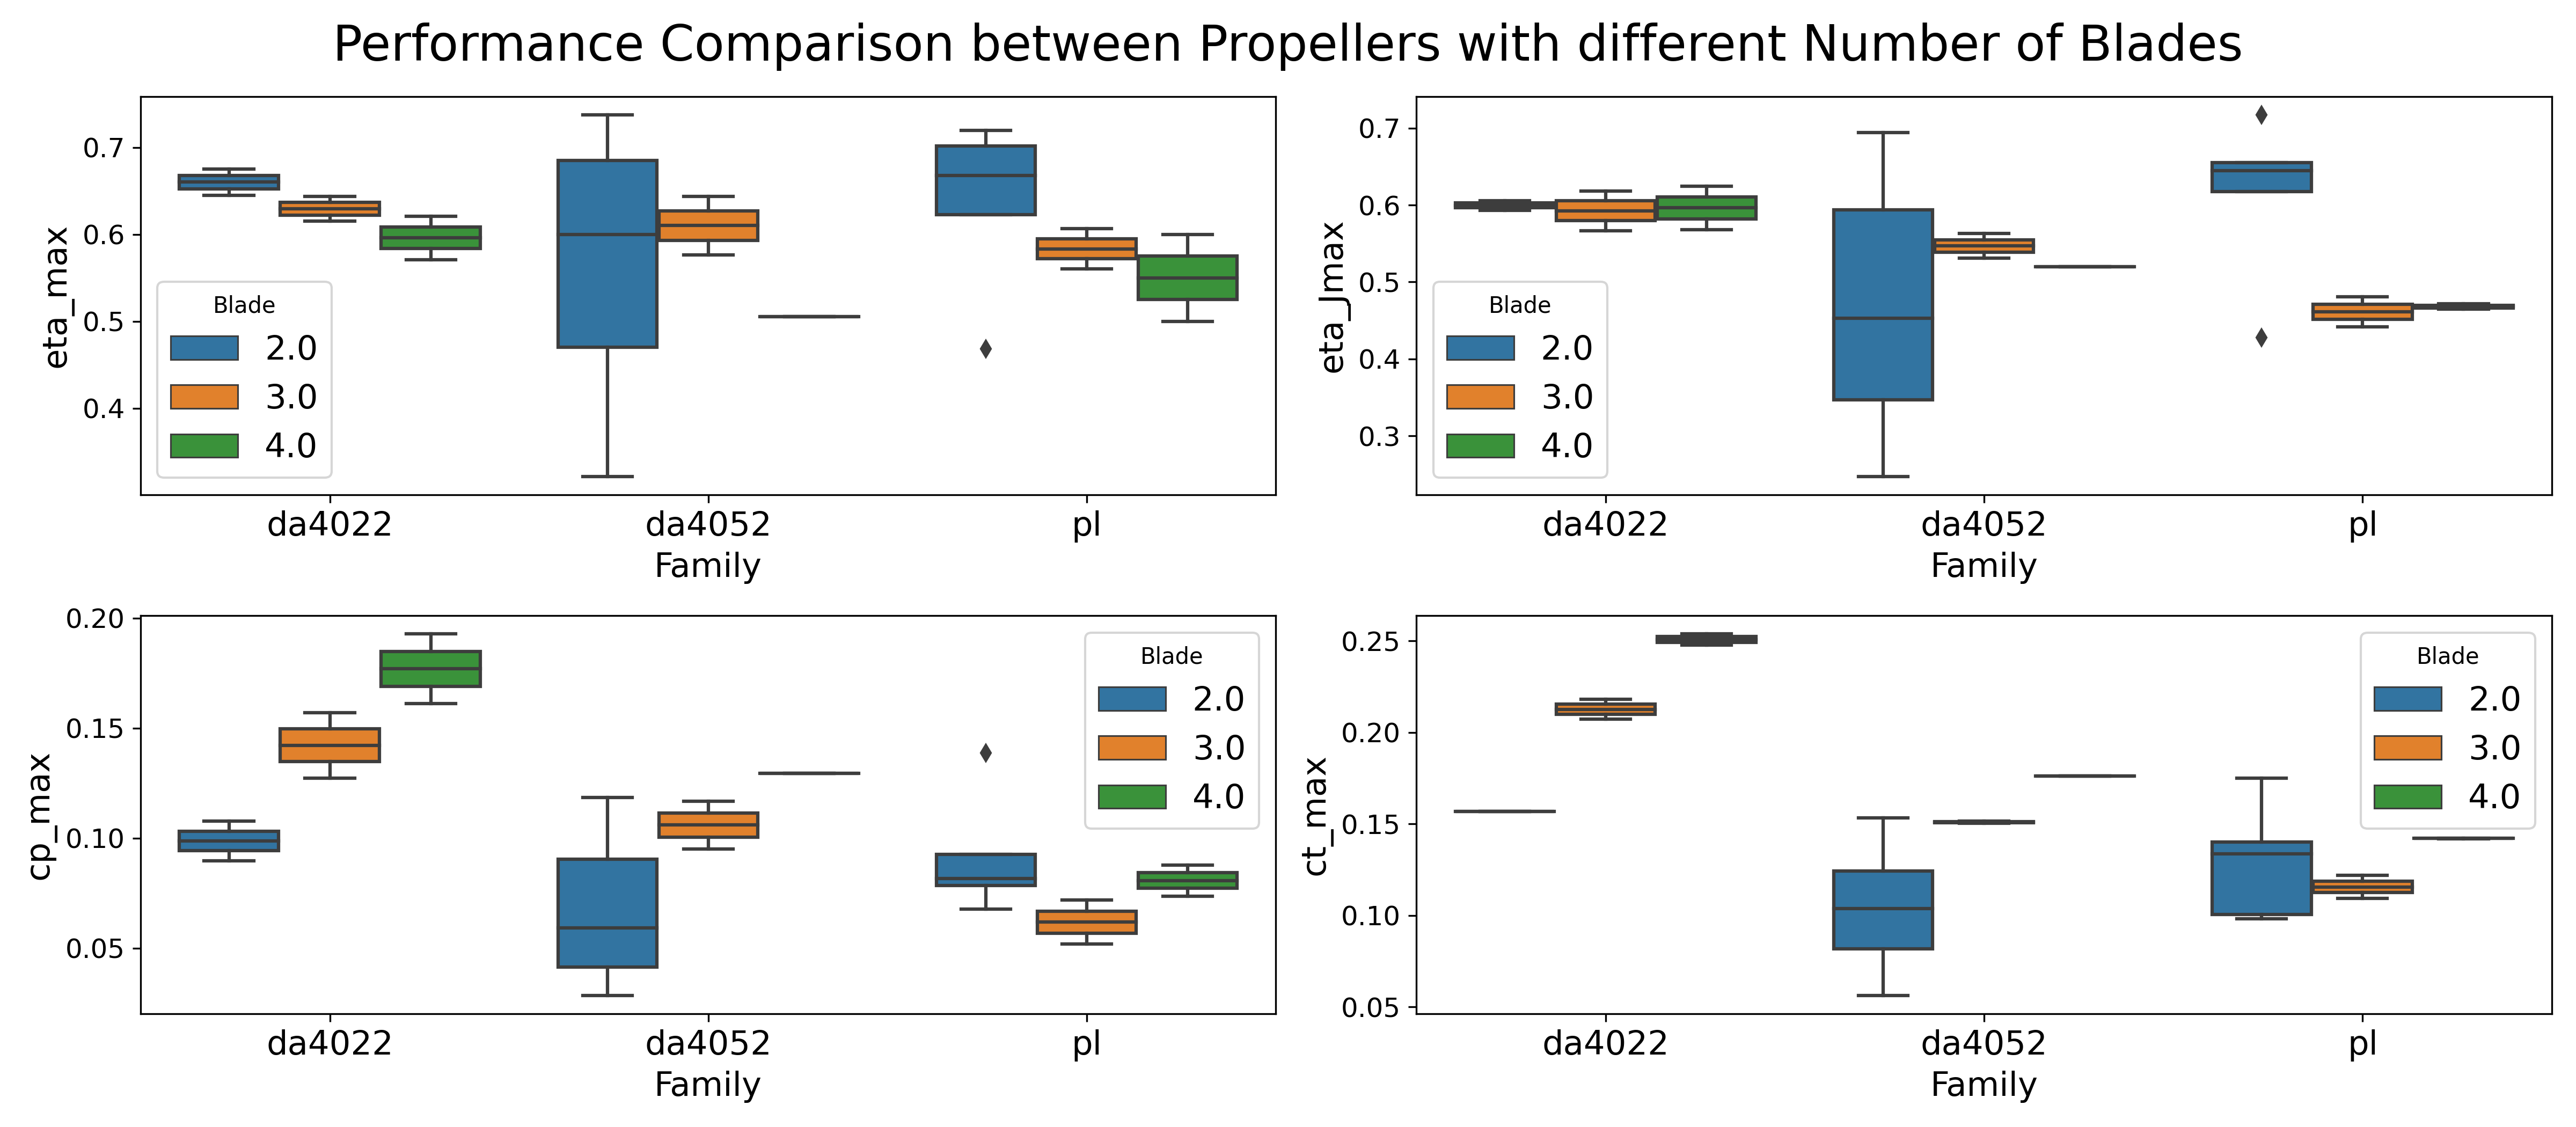 Performance Comparison between Propellers with different Number of Blades
eta_max
0.7
0.6
0.5
0.4
Blade
2.0
3.0
4.0
da4022
da4052
pl
Family
eta_Jmax
0.7
0.6
0.5
0.4
0.3
Blade
2.0
3.0
4.0
da4022
da4052
pl
Family
cp_max
0.20
0.15
0.10
0.05
Blade
2.0
3.0
4.0
da4022
da4052
pl
Family
ct_max
0.25
0.20
0.15
0.10
0.05
Blade
2.0
3.0
4.0
da4022
da4052
pl
Family